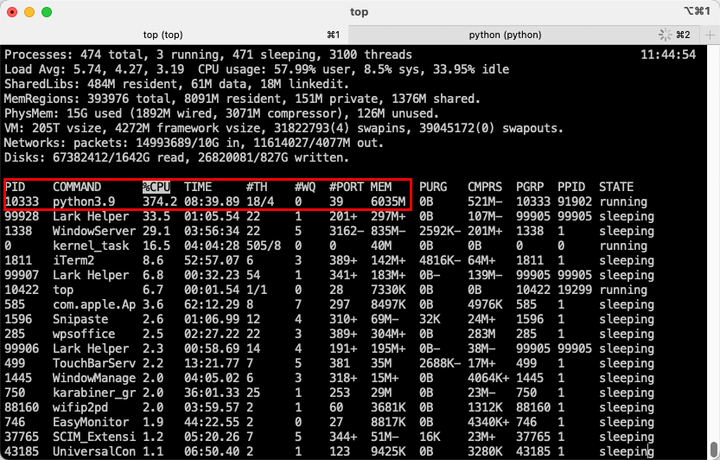 top
⌥⌘1
top (top)
⌘1
python (python)
⌘2
Processes: 474 total, 3 running, 471 sleeping, 3100 threads 11:44:54
Load Avg: 5.74, 4.27, 3.19 CPU usage: 57.99% user, 8.5% sys, 33.95% idle
SharedLibs: 484M resident, 61M data, 18M linkedit.
MemRegions: 393976 total, 8091M resident, 151M private, 1376M shared.
PhysMem: 15G used (1892M wired, 3071M compressor), 126M unused.
VM: 205T vsize, 4272M framework vsize, 31822793(4) swapins, 39045172(0) swapouts.
Networks: packets: 14993689/10G in, 11614027/4077M out.
Disks: 67382412/1642G read, 26820081/827G written.
PID COMMAND %CPU TIME #TH #WQ #PORT MEM PURG CMPRS PGRP PPID STATE
10333 python3.9 374.2 08:39.89 18/4 0 39 6035M 0B 521M- 10333 91902 running
99928 Lark Helper 33.5 01:05.54 22 1 201+ 297M+ 0B 107M- 99905 99905 sleeping
1338 WindowServer 29.1 03:56:34 22 5 3162- 835M- 2592K- 201M+ 1338 1 sleeping
0 kernel_task 16.5 04:04:28 505/8 0 0 40M 0B 0B 0 0 running
1811 iTerm2 8.6 52:57.07 6 3 389+ 142M+ 4816K- 64M+ 1811 1 sleeping
99907 Lark Helper 6.8 00:32.23 54 1 341+ 183M+ 0B- 139M- 99905 99905 sleeping
10422 top 6.7 00:01.54 1/1 0 28 7330K 0B 0B 10422 19299 running
585 com.apple.Ap 3.6 62:12.29 8 7 297 8497K 0B 4976K 585 1 sleeping
1596 Snipaste 2.6 01:06.99 12 4 310+ 69M- 32K 24M+ 1596 1 sleeping
285 wpsoffice 2.5 02:27.22 22 3 389+ 304M+ 0B 283M 285 1 sleeping
99906 Lark Helper 2.3 00:58.69 14 4 191+ 195M+ 0B- 38M- 99905 99905 sleeping
499 TouchBarServ 2.2 13:21.77 7 5 381 35M 2688K- 17M+ 499 1 sleeping
1445 WindowManage 2.0 04:05.02 6 3 318+ 15M+ 0B 4064K+ 1445 1 sleeping
750 karabiner_gr 2.0 36:01.33 25 1 253 29M 0B 23M- 750 1 sleeping
88160 wifip2pd 2.0 03:59.57 2 1 60 3681K 0B 1312K 88160 1 sleeping
746 EasyMonitor 1.9 44:22.55 2 0 27 8817K 0B 4340K+ 746 1 sleeping
37765 SCIM_Extensi 1.2 05:20.26 7 5 344+ 51M- 16K 23M+ 37765 1 sleeping
43185 UniversalCon 1.1 06:50.40 2 1 123 9425K 0B 3280K 43185 1 sleeping